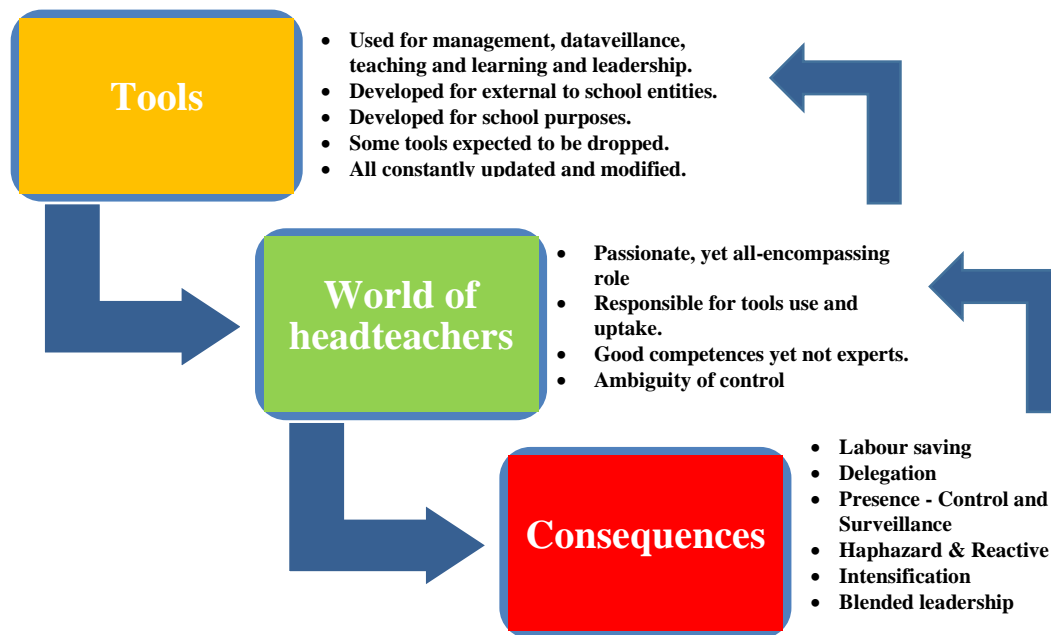 Tools
• Used for management, dataveillance,
teaching and learning and leadership.
• Developed for external to school entities.
• Developed for school purposes.
• Some tools expected to be dropped.
• All constantly updated and modified.
World of
headteachers
• Passionate, yet all-encompassing
role
• Responsible for tools use and
uptake.
• Good competences yet not experts.
• Ambiguity of control
Consequences
• Labour saving
• Delegation
• Presence - Control and
Surveillance
• Haphazard & Reactive
• Intensification
• Blended leadership